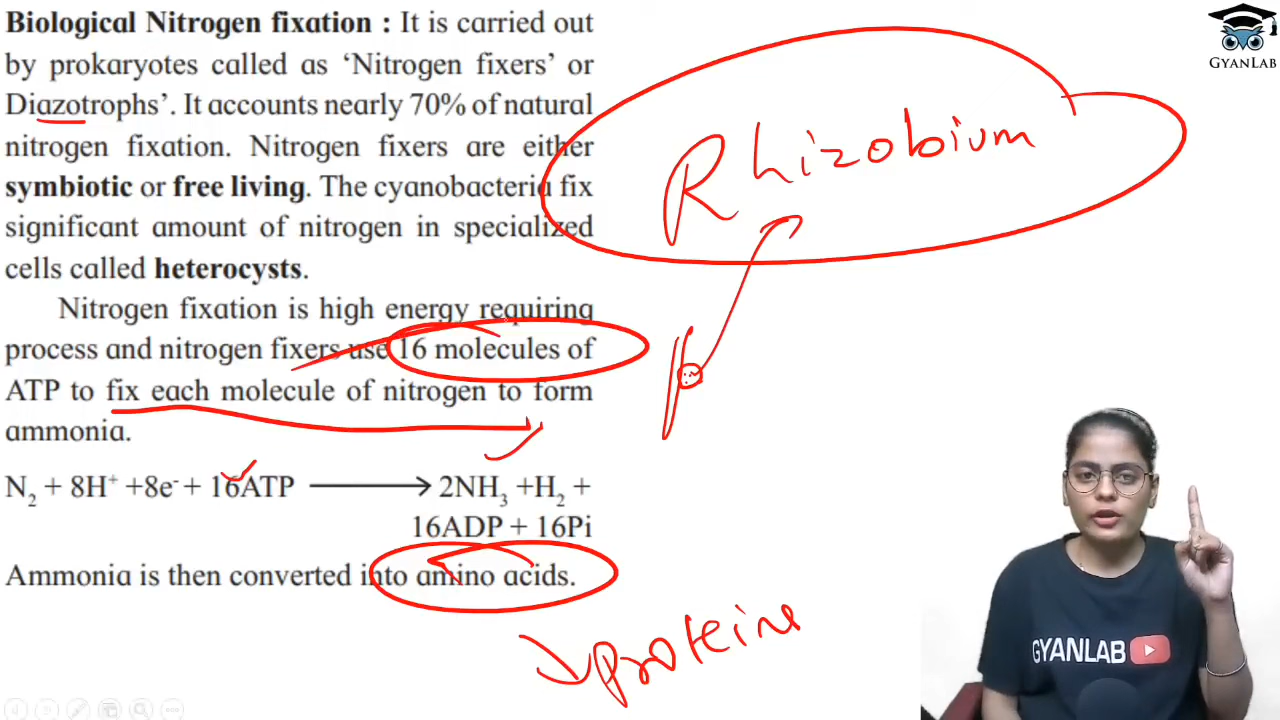 Biological Nitrogen fixation : It is carried out
by prokaryotes called as ‘Nitrogen fixers’ or
Diazotrophs’. It accounts nearly 70% of natural
nitrogen fixation. Nitrogen fixers are either
symbiotic or free living. The cyanobacteria fix
significant amount of nitrogen in specialized
cells called heterocysts.
Nitrogen fixation is high energy requiring
process and nitrogen fixers use 16 molecules of
ATP to fix each molecule of nitrogen to form
ammonia.
N₂ + 8H⁺ +8e⁻ + 16ATP ⟶ 2NH₃ +H₂ +
16ADP + 16Pi
Ammonia is then converted into amino acids.
Rhizobium
proteins
GYANLAB
GYANLAB